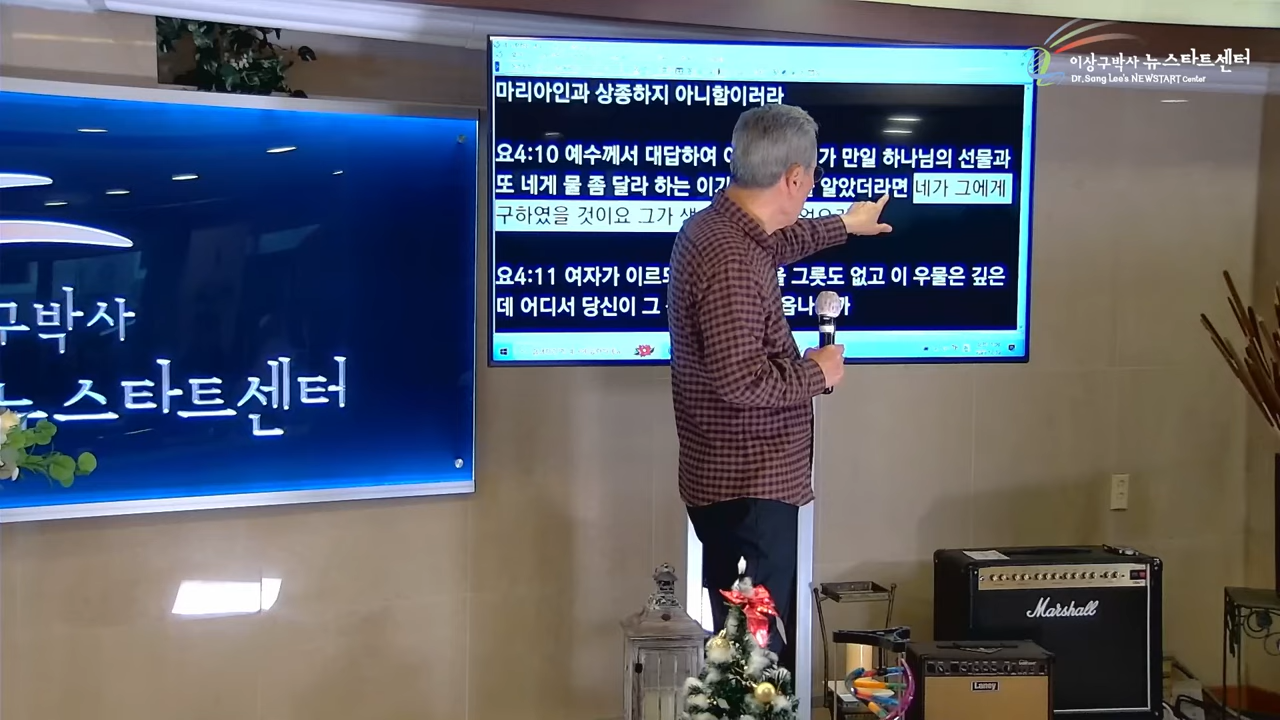 이상구박사 뉴스타트센터
Dr. Sang Lee's NEWSTART Center
마리아인과 상종하지 아니함이러라
요4:10 예수께서 대답하여 가 만일 하나님의 선물과
또 네게 물 좀 달라 하는 알았더라면 네가 그에게
구하였을 것이요 그가
요4:11 여자가 그릇도 없고 이 우물은 깊은
데 어디서 당신이 그
구박사
뉴스타트센터
Marshall
Laney